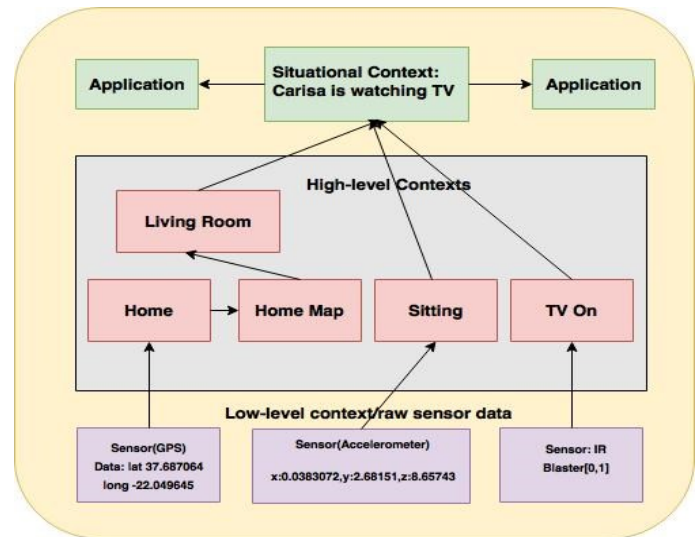 Application
Situational Context:
Carisa is watching TV
Application
High-level Contexts
Living Room
Home
Home Map
Sitting
TV On
Low-level context/raw sensor data
Sensor(GPS)
Data: lat 37.687064
long -22.049645
Sensor(Accelerometer)
x:0.0383072,y:2.68151,z:8.65743
Sensor: IR
Blaster[0,1]